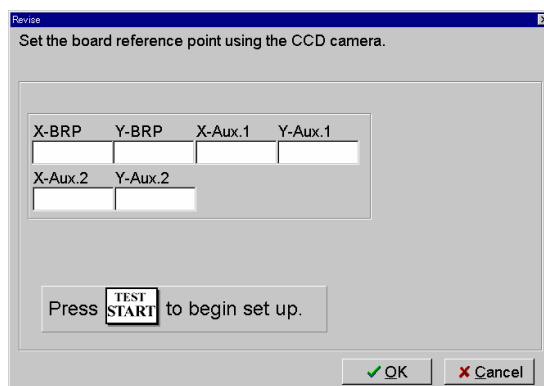 Revise
Set the board reference point using the CCD camera.
X-BRP Y-BRP X-Aux.1 Y-Aux.1
X-Aux.2 Y-Aux.2
Press TEST START to begin set up.
OK Cancel